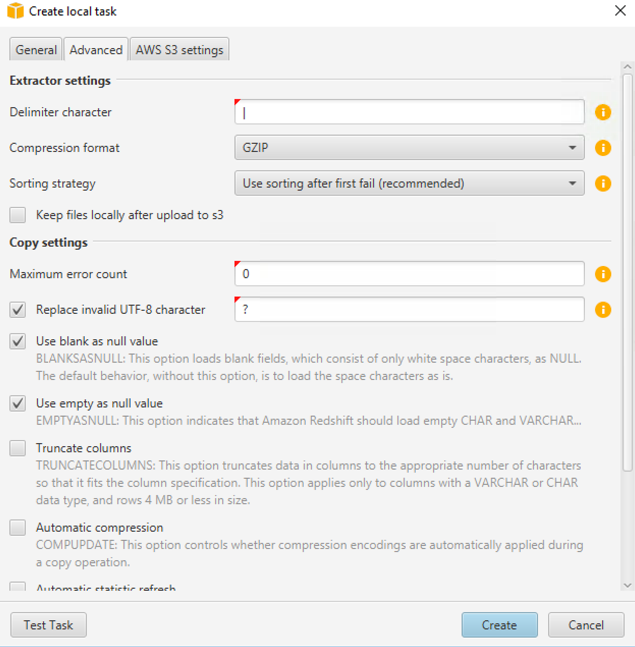 Create local task
General Advanced AWS S3 settings
Extractor settings
Delimiter character |
Compression format GZIP
Sorting strategy Use sorting after first fail (recommended)
Keep files locally after upload to s3
Copy settings
Maximum error count 0
Replace invalid UTF-8 character ?
Use blank as null value
BLANKSASNULL: This option loads blank fields, which consist of only white space characters, as NULL.
The default behavior, without this option, is to load the space characters as is.
Use empty as null value
EMPTYASNULL: This option indicates that Amazon Redshift should load empty CHAR and VARCHAR...
Truncate columns
TRUNCATECOLUMNS: This option truncates data in columns to the appropriate number of characters
so that it fits the column specification. This option applies only to columns with a VARCHAR or CHAR
data type, and rows 4 MB or less in size.
Automatic compression
COMPUPDATE: This option controls whether compression encodings are automatically applied during
a copy operation.
Automatic statistic refresh
Test Task Create Cancel